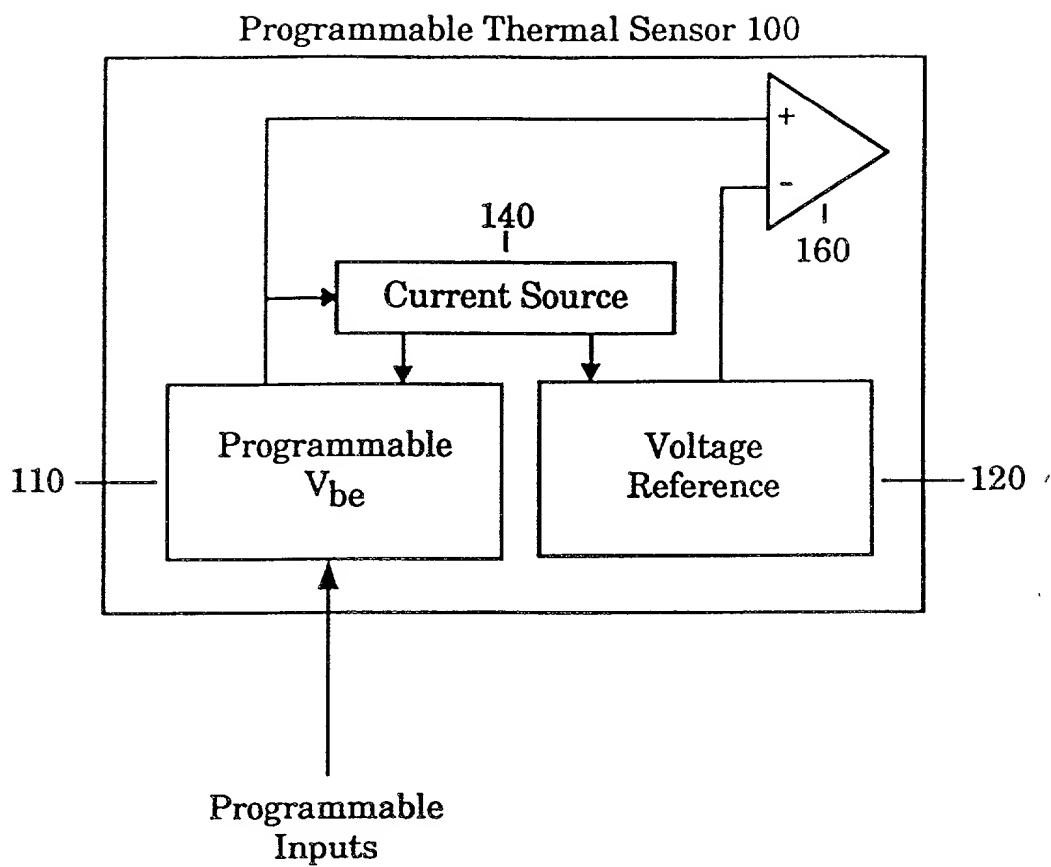 Programmable Thermal Sensor 100
+
-
140
160
Current Source
Programmable
Vbe
Voltage
Reference
110
120
Programmable
Inputs